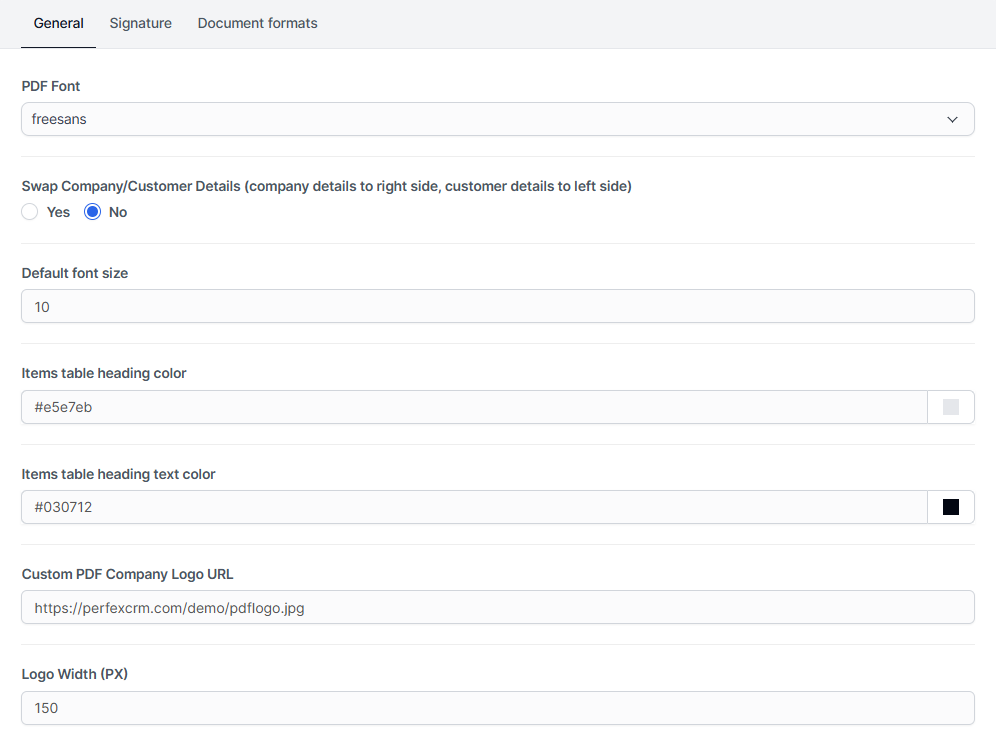 General Signature Document formats
PDF Font
freesans
Swap Company/Customer Details (company details to right side, customer details to left side)
Yes No
Default font size
10
Items table heading color
#e5e7eb
Items table heading text color
#030712
Custom PDF Company Logo URL
https://perfexcrm.com/demo/pdflogo.jpg
Logo Width (PX)
150